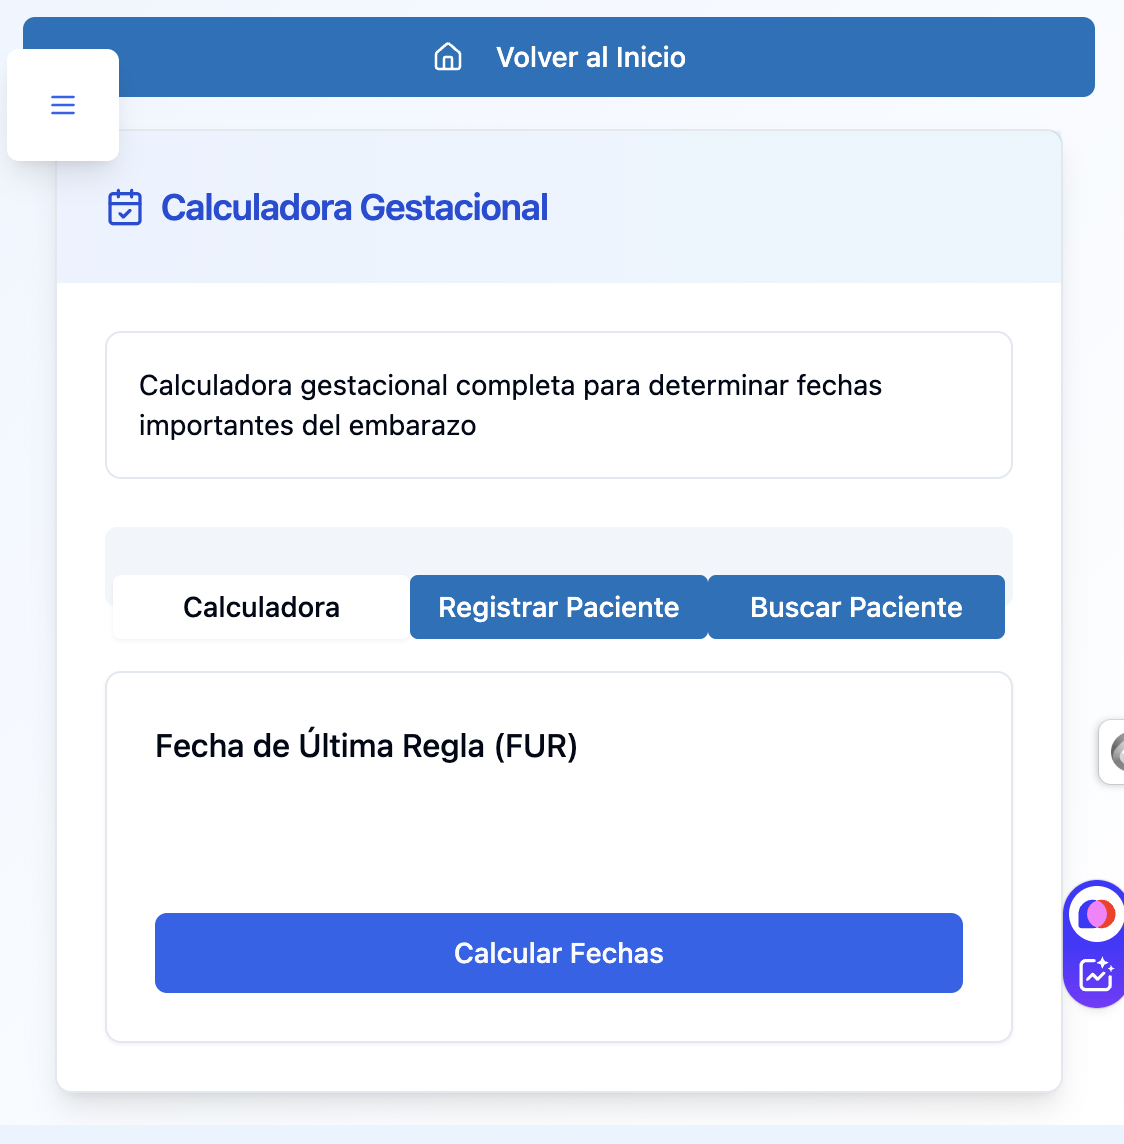 Volver al Inicio
Calculadora Gestacional
Calculadora gestacional completa para determinar fechas
importantes del embarazo
Calculadora
Registrar Paciente
Buscar Paciente
Fecha de Última Regla (FUR)
Calcular Fechas